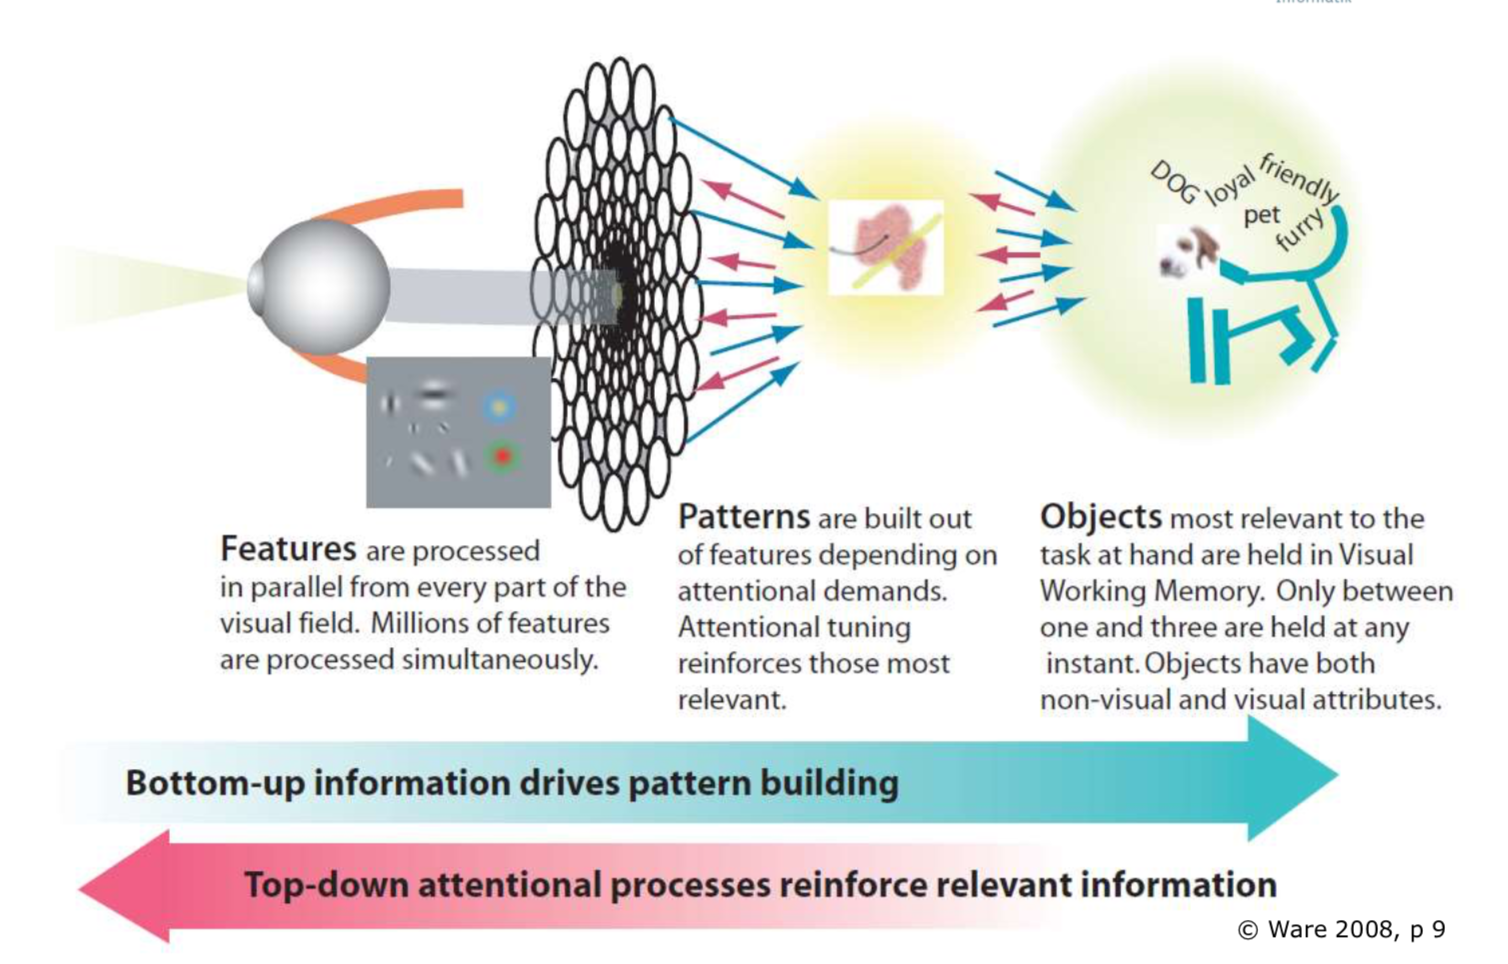 Informatik
DOG loyal friendly
pet
furry
Features are processed
in parallel from every part of the
visual field. Millions of features
are processed simultaneously.
Patterns are built out
of features depending on
attentional demands.
Attentional tuning
reinforces those most
relevant.
Objects most relevant to the
task at hand are held in Visual
Working Memory. Only between
one and three are held at any
instant. Objects have both
non-visual and visual attributes.
Bottom-up information drives pattern building
Top-down attentional processes reinforce relevant information
© Ware 2008, p 9